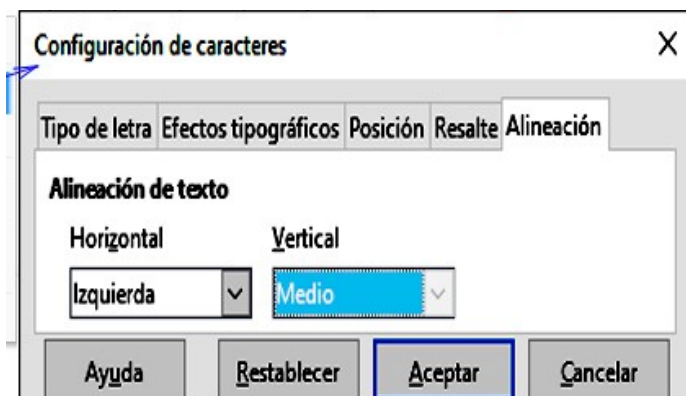 Configuración de caracteres X
Tipo de letra Efectos tipográficos Posición Resalte Alineación
Alineación de texto
Horizontal Vertical
Izquierda Medio
Ayuda Restablecer Aceptar Cancelar